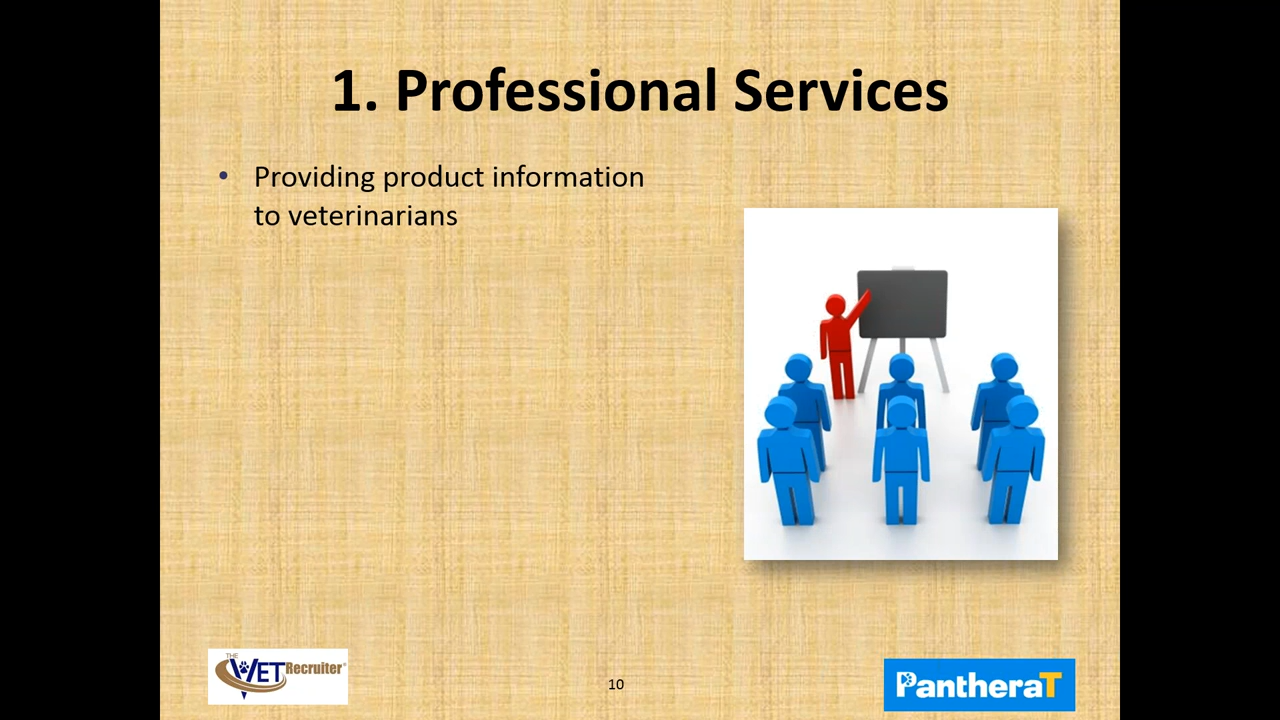 1. Professional Services
• Providing product information
to veterinarians
THE
VET Recruiter®
10
PantheraT